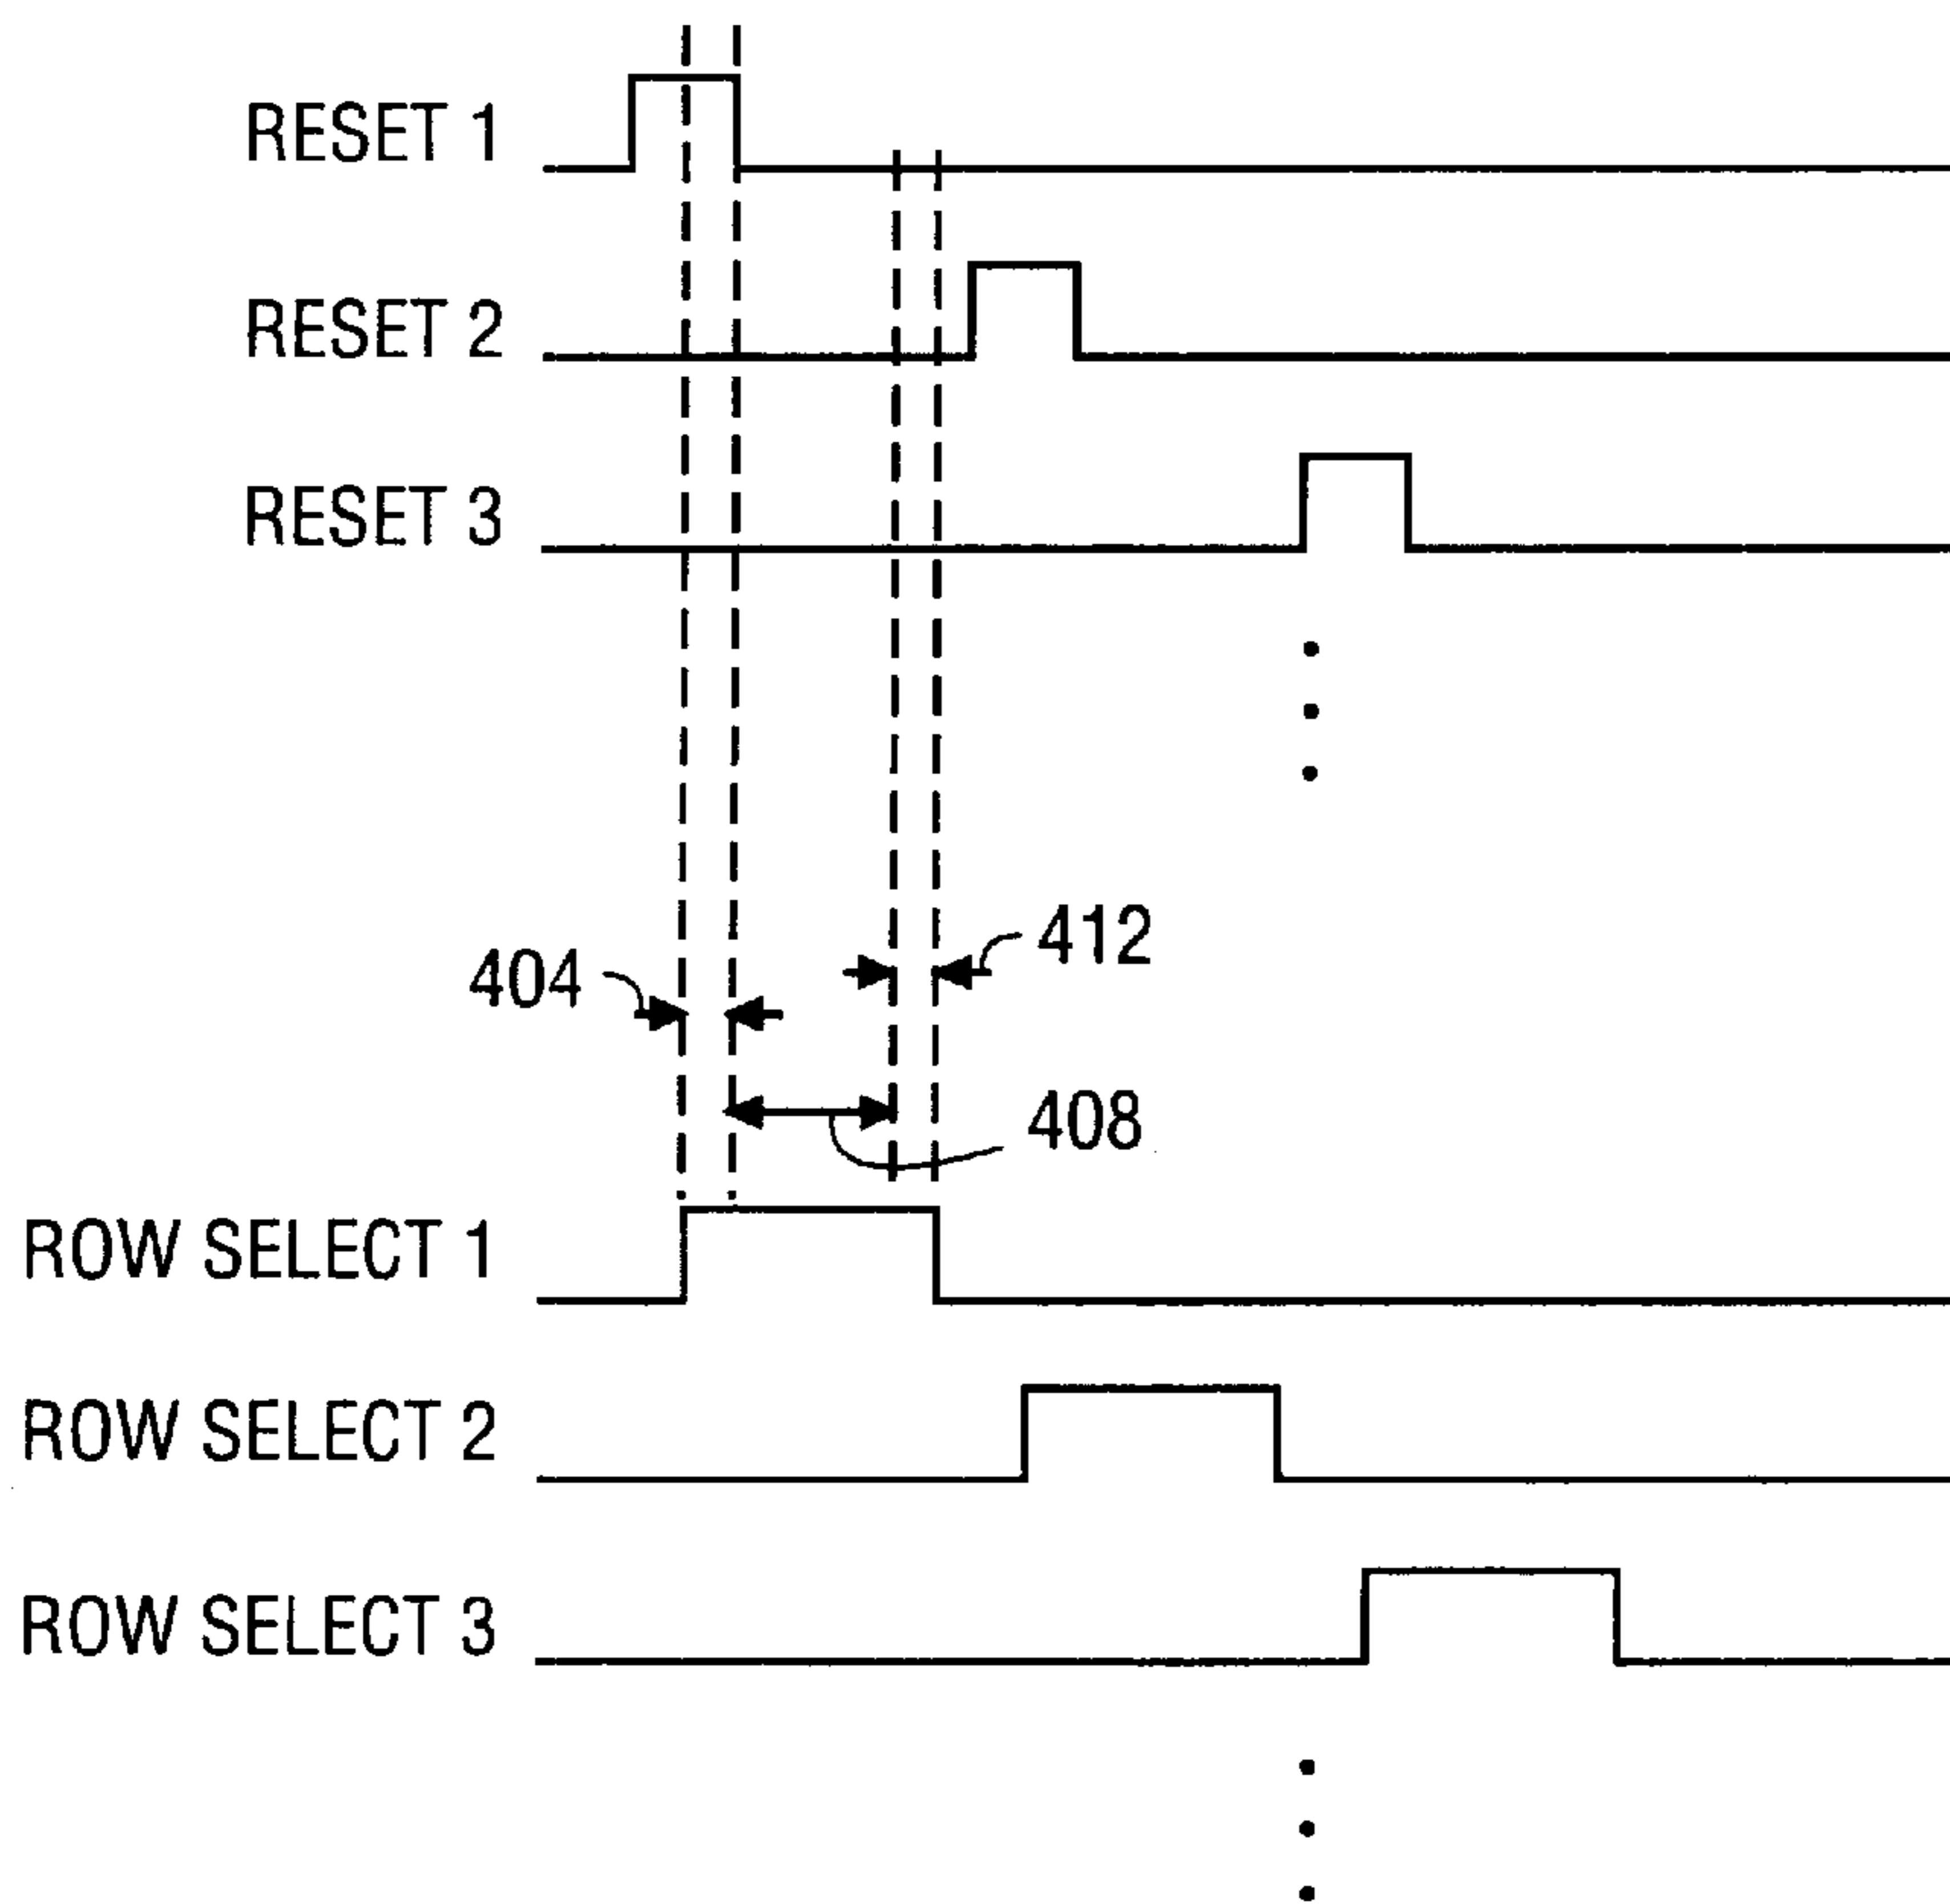 RESET 1
RESET 2
RESET 3
412
404
408
ROW SELECT 1
ROW SELECT 2
ROW SELECT 3